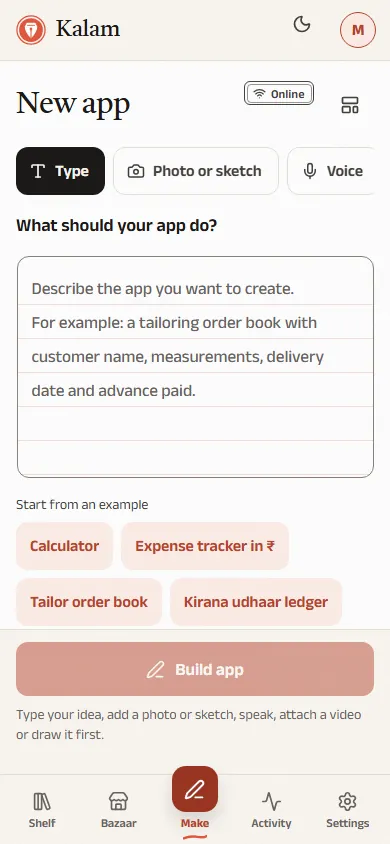 Kalam
M
New app
Online
Type
Photo or sketch
Voice
What should your app do?
Describe the app you want to create.
For example: a tailoring order book with
customer name, measurements, delivery
date and advance paid.
Start from an example
Calculator
Expense tracker in ₹
Tailor order book
Kirana udhaar ledger
Build app
Type your idea, add a photo or sketch, speak, attach a video
or draw it first.
Shelf
Bazaar
Make
Activity
Settings